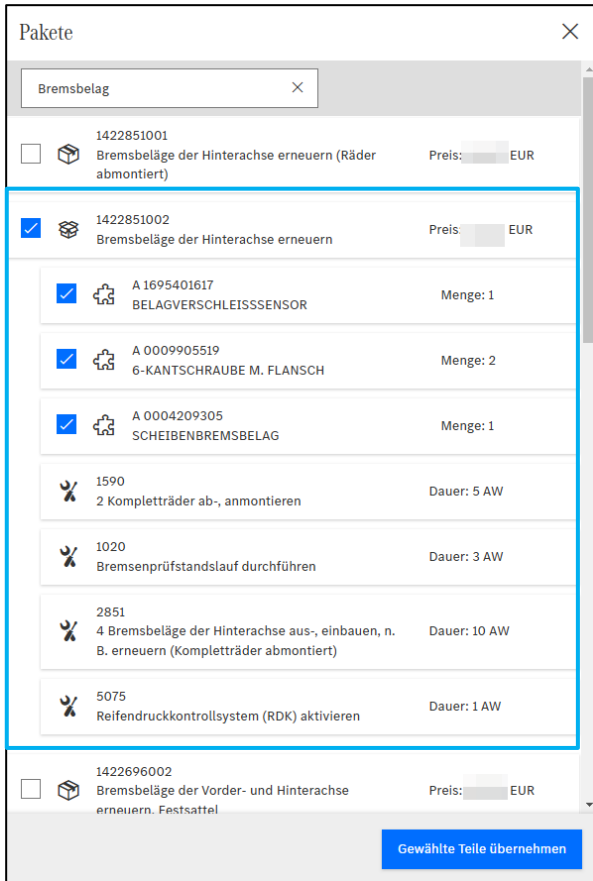 Pakete
Bremsbelag
1422851001
Bremsbeläge der Hinterachse erneuern (Räder
abmontiert)
Preis: EUR
1422851002
Bremsbeläge der Hinterachse erneuern
Preis: EUR
A 1695401617
BELAGVERSCHLEISSSENSOR
Menge: 1
A 0009905519
6-KANTSCHRAUBE M. FLANSCH
Menge: 2
A 0004209305
SCHEIBENBREMSBELAG
Menge: 1
1590
2 Kompletträder ab-, anmontieren
Dauer: 5 AW
1020
Bremsenprüfstandslauf durchführen
Dauer: 3 AW
2851
4 Bremsbeläge der Hinterachse aus-, einbauen, n.
B. erneuern (Kompletträder abmontiert)
Dauer: 10 AW
5075
Reifendruckkontrollsystem (RDK) aktivieren
Dauer: 1 AW
1422696002
Bremsbeläge der Vorder- und Hinterachse
erneuern, Festsattel
Preis: EUR
Gewählte Teile übernehmen